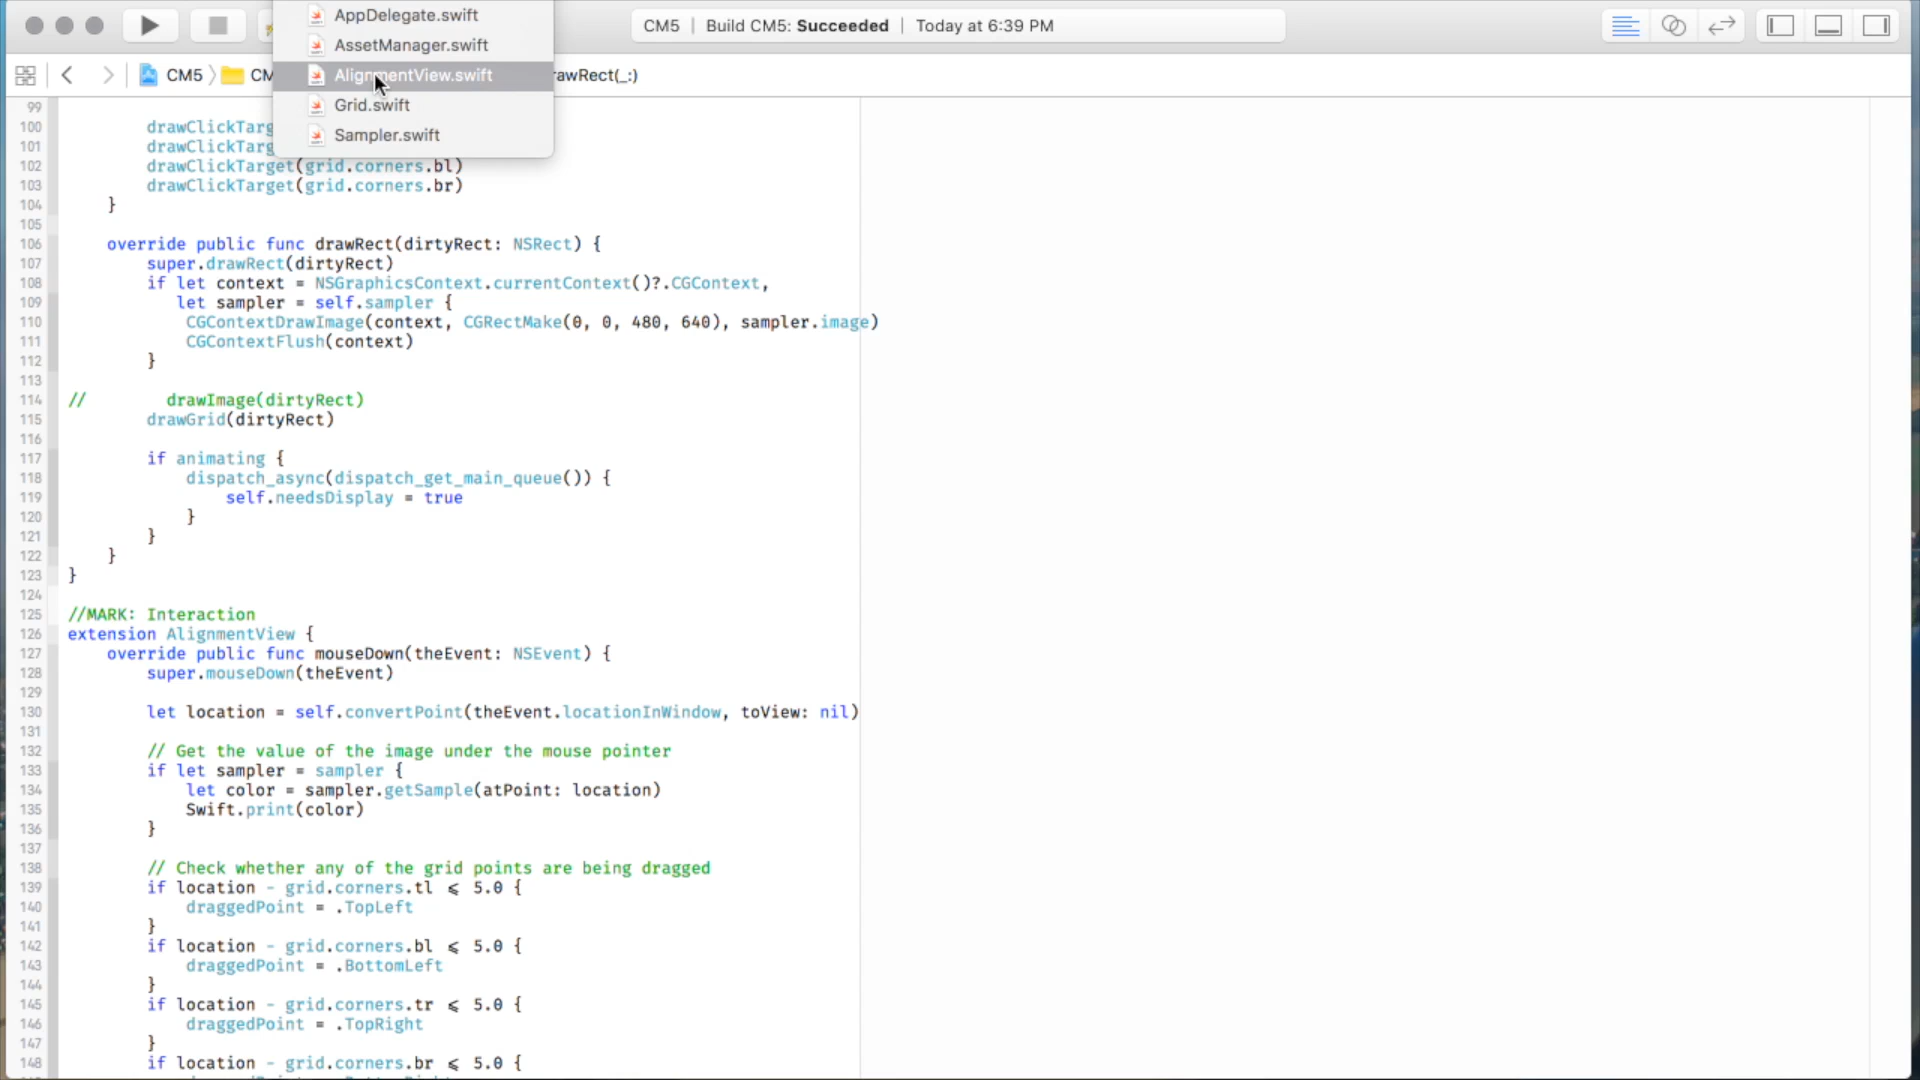 AppDelegate.swift
AssetManager.swift
AlignmentView.swift
Grid.swift
Sampler.swift
CM5 | Build CM5: Succeeded | Today at 6:39 PM
CM5 CM awRect(_:)
99
100 drawClickTarg
101 drawClickTarg
102 drawClickTarget(grid.corners.bl)
103 drawClickTarget(grid.corners.br)
104 }
105
106 override public func drawRect(dirtyRect: NSRect) {
107 super.drawRect(dirtyRect)
108 if let context = NSGraphicsContext.currentContext()?.CGContext,
109 let sampler = self.sampler {
110 CGContextDrawImage(context, CGRectMake(0, 0, 480, 640), sampler.image)
111 CGContextFlush(context)
112 }
113
114 // drawImage(dirtyRect)
115 drawGrid(dirtyRect)
116
117 if animating {
118 dispatch_async(dispatch_get_main_queue()) {
119 self.needsDisplay = true
120 }
121 }
122 }
123 }
124
125 //MARK: Interaction
126 extension AlignmentView {
127 override public func mouseDown(theEvent: NSEvent) {
128 super.mouseDown(theEvent)
129
130 let location = self.convertPoint(theEvent.locationInWindow, toView: nil)
131
132 // Get the value of the image under the mouse pointer
133 if let sampler = sampler {
134 let color = sampler.getSample(atPoint: location)
135 Swift.print(color)
136 }
137
138 // Check whether any of the grid points are being dragged
139 if location - grid.corners.tl ⩽ 5.0 {
140 draggedPoint = .TopLeft
141 }
142 if location - grid.corners.bl ⩽ 5.0 {
143 draggedPoint = .BottomLeft
144 }
145 if location - grid.corners.tr ⩽ 5.0 {
146 draggedPoint = .TopRight
147 }
148 if location - grid.corners.br ⩽ 5.0 {